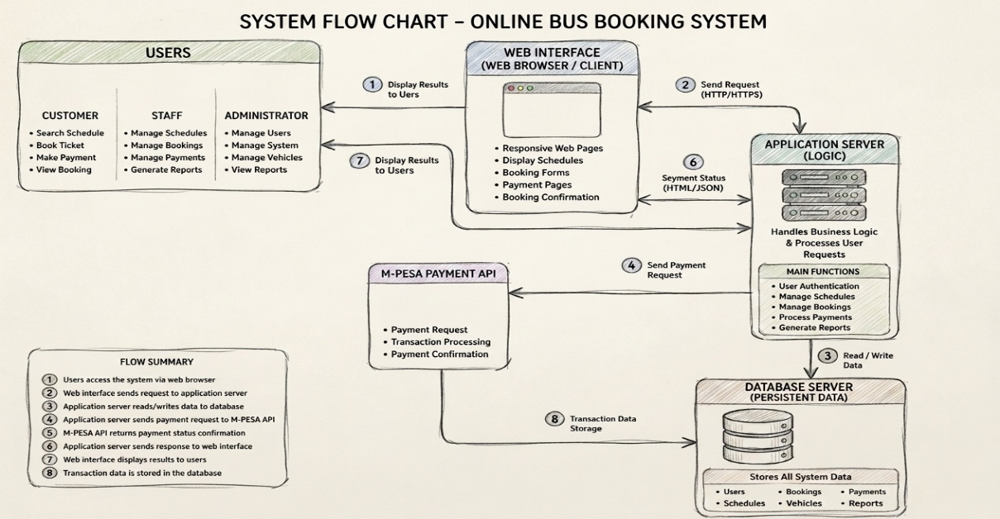 SYSTEM FLOW CHART – ONLINE BUS BOOKING SYSTEM
USERS
CUSTOMER
• Search Schedule
• Book Ticket
• Make Payment
• View Booking
STAFF
• Manage Schedules
• Manage Bookings
• Manage Payments
• Generate Reports
ADMINISTRATOR
• Manage Users
• Manage System
• Manage Vehicles
• View Reports
1 Display Results
to Uers
7 Display Results
to Users
WEB INTERFACE
(WEB BROWSER / CLIENT)
• Responsive Web Pages
• Display Schedules
• Booking Forms
• Payment Pages
• Booking Confirmation
2 Send Request
(HTTP/HTTPS)
6
Seyment Status
(HTML/JSON)
APPLICATION SERVER
(LOGIC)
Handles Business Logic
& Processes User
Requests
MAIN FUNCTIONS
• User Authentication
• Manage Schedules
• Manage Bookings
• Process Payments
• Generate Reports
4 Send Payment
Request
M-PESA PAYMENT API
• Payment Request
• Transaction Processing
• Payment Confirmation
3 Read / Write
Data
8 Transaction Data
Storage
DATABASE SERVER
(PERSISTENT DATA)
Stores All System Data
• Users • Bookings • Payments
• Schedules • Vehicles • Reports
FLOW SUMMARY
1 Users access the system via web browser
2 Web interface sends request to application server
3 Application server reads/writes data to database
4 Application server sends payment request to M-PESA API
5 M-PESA API returns payment status confirmation
6 Application server sends response to web interface
7 Web interface displays results to users
8 Transaction data is stored in the database